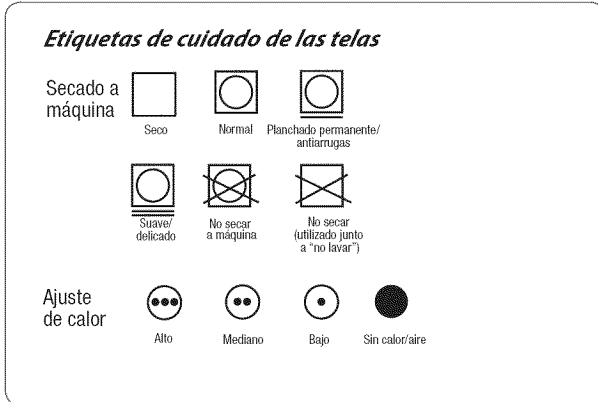 Etiquetas de cuidado de las telas
Secado a
máquina
Seco
Normal
Planchado permanente/
antiarrugas
Suave/
delicado
No secar
a máquina
No secar
(utilizado junto
a “no lavar”)
Ajuste
de calor
Alto
Mediano
Bajo
Sin calor/aire